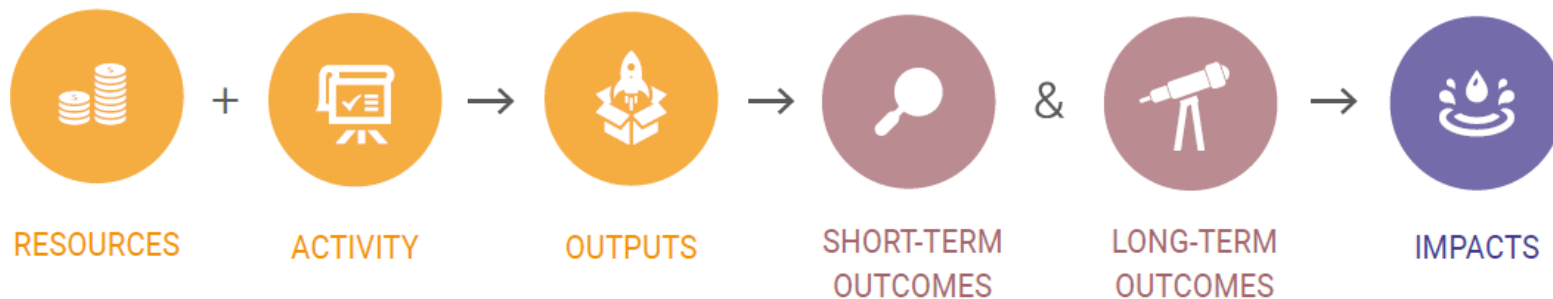 +
&
RESOURCES
ACTIVITY
OUTPUTS
SHORT-TERM
OUTCOMES
LONG-TERM
OUTCOMES
IMPACTS